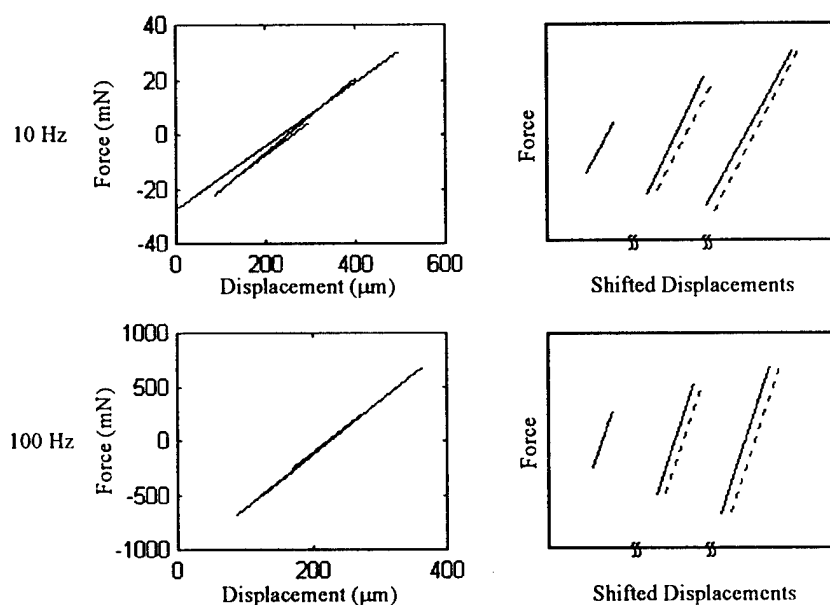 10 Hz
Force (mN)
40
20
0
-20
-40
0
200
400
600
Displacement (μm)
Force
Shifted Displacements
100 Hz
Force (mN)
1000
500
0
-500
-1000
0
200
400
Displacement (μm)
Force
Shifted Displacements